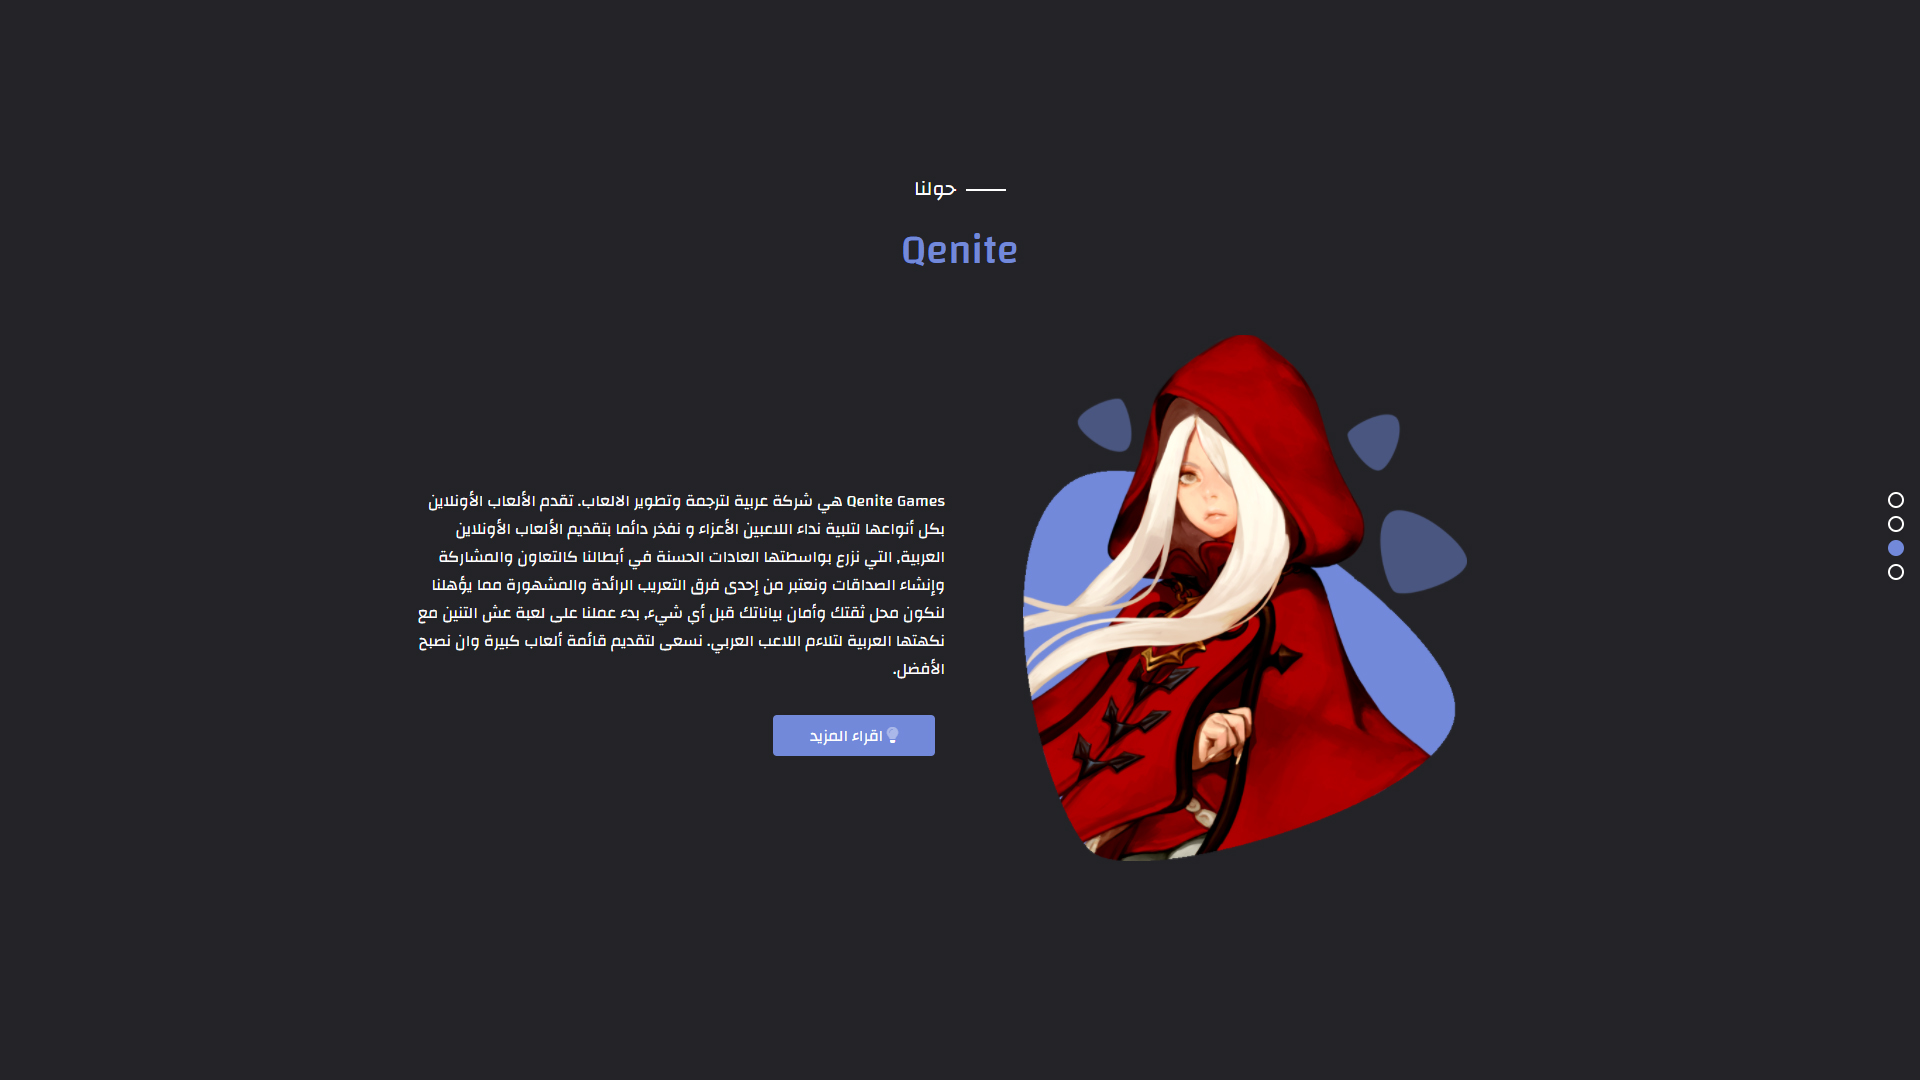 حولنا
Qenite
Qenite Games هي شركة عربية لترجمة وتطوير الالعاب. تقدم الألعاب الأونلاين
بكل أنواعها لتلبية نداء اللاعبين الأعزاء و نفخر دائما بتقديم الألعاب الأونلاين
العربية, التي نزرع بواسطتها العادات الحسنة في أبطالنا كالتعاون والمشاركة
وإنشاء الصداقات ونعتبر من إحدى فرق التعريب الرائدة والمشهورة مما يؤهلنا
لنكون محل ثقتك وأمان بياناتك قبل أي شيء, بدء عملنا على لعبة عش التنين مع
نكهتها العربية لتلاءم اللاعب العربي. نسعى لتقديم قائمة ألعاب كبيرة وان نصبح
الأفضل.
اقراء المزيد